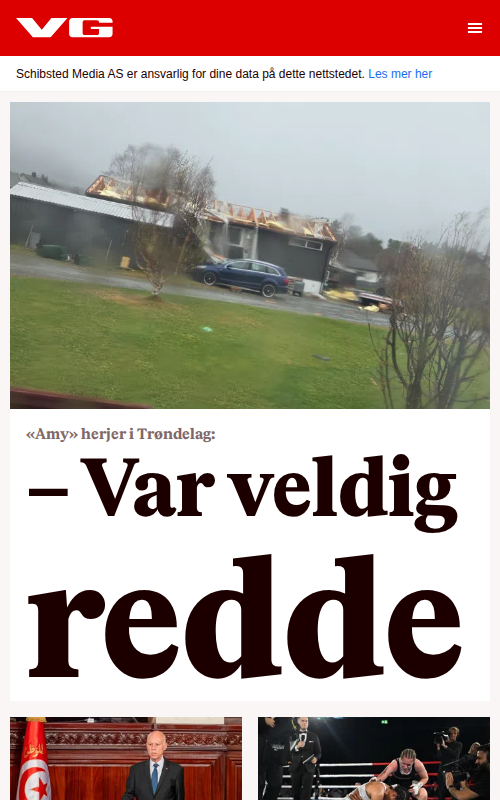 VG
Schibsted Media AS er ansvarlig for dine data på dette nettstedet. Les mer her
«Amy» herjer i Trøndelag:
– Var veldig
redde